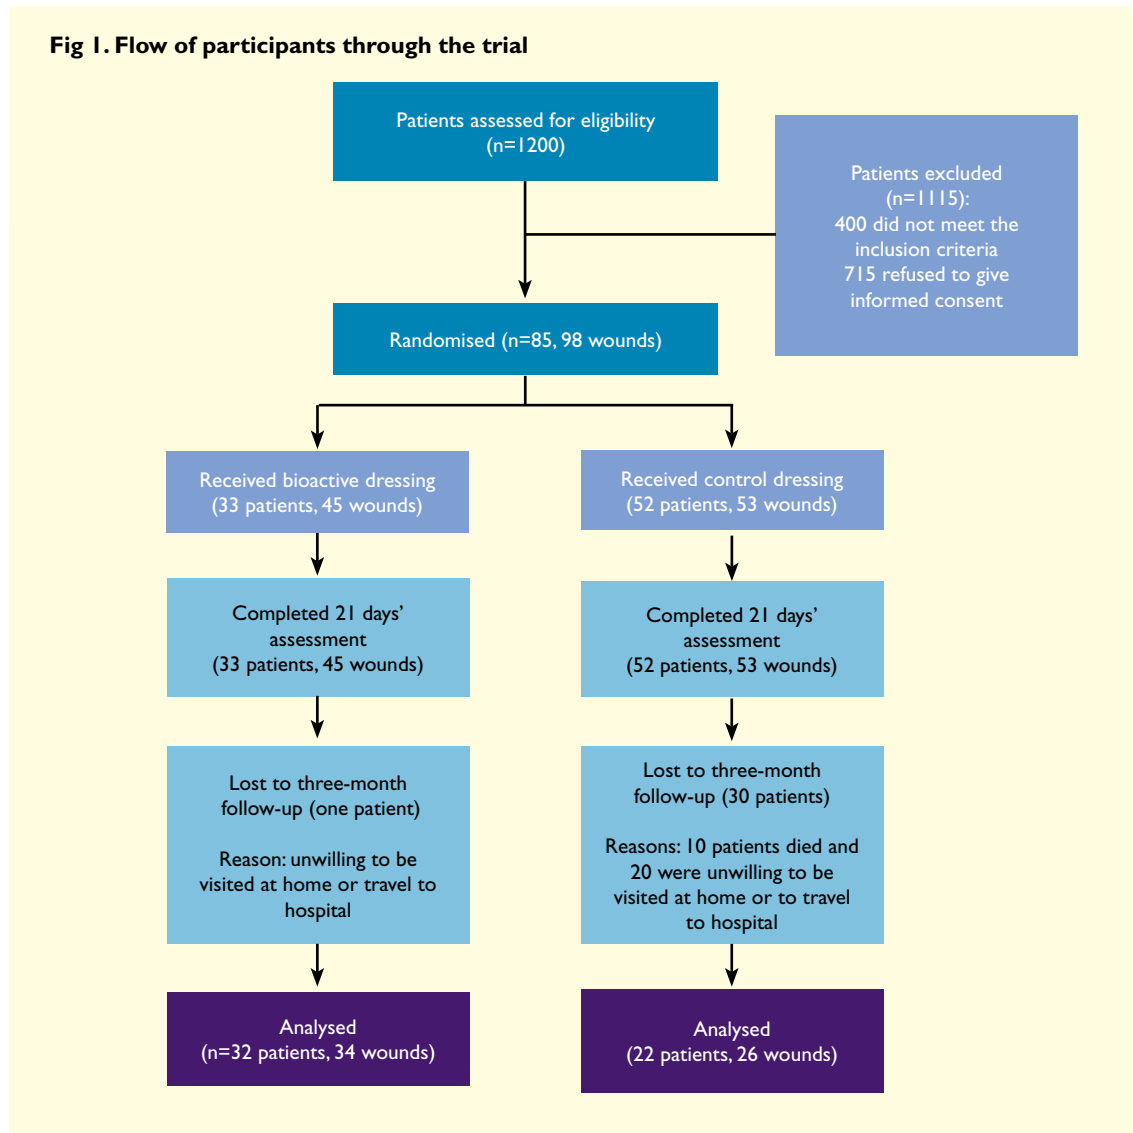 Fig 1. Flow of participants through the trial
Patients assessed for eligibility
(n=1200)
Patients excluded
(n=1115):
400 did not meet the
inclusion criteria
715 refused to give
informed consent
Randomised (n=85, 98 wounds)
Received bioactive dressing
(33 patients, 45 wounds)
Received control dressing
(52 patients, 53 wounds)
Completed 21 days’
assessment
(33 patients, 45 wounds)
Completed 21 days’
assessment
(52 patients, 53 wounds)
Lost to three-month
follow-up (one patient)
Reason: unwilling to be
visited at home or travel to
hospital
Lost to three-month
follow-up (30 patients)
Reasons: 10 patients died and
20 were unwilling to be
visited at home or to travel
to hospital
Analysed
(n=32 patients, 34 wounds)
Analysed
(22 patients, 26 wounds)